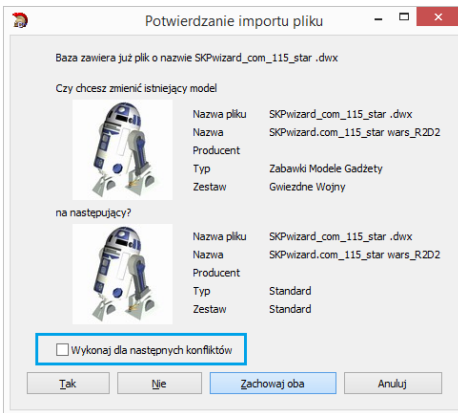 Potwierdzanie importu pliku
Baza zawiera już plik o nazwie SKPwizard_com_115_star .dwx
Czy chcesz zmienić istniejący model
Nazwa pliku SKPwizard_com_115_star .dwx
Nazwa SKPwizard.com_115_star wars_R2D2
Producent
Typ Zabawki Modele Gadżety
Zestaw Gwiezdne Wojny
na następujący?
Nazwa pliku SKPwizard_com_115_star .dwx
Nazwa SKPwizard.com_115_star wars_R2D2
Producent
Typ Standard
Zestaw Standard
Wykonaj dla następnych konfliktów
Tak Nie Zachowaj oba Anuluj